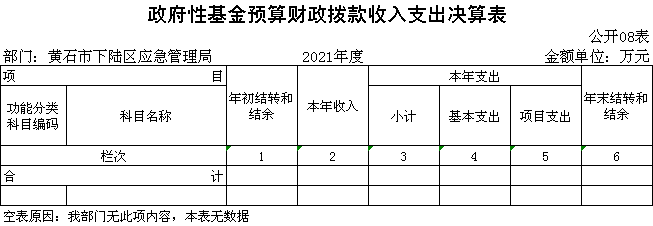 政府性基金预算财政拨款收入支出决算表
公开08表
部门：黄石市下陆区应急管理局 2021年度 金额单位：万元
项 目 年初结转和结余 本年收入 本年支出 年末结转和结余
功能分类科目编码 科目名称 小计 基本支出 项目支出
栏次 1 2 3 4 5 6
合 计
空表原因：我部门无此项内容，本表无数据